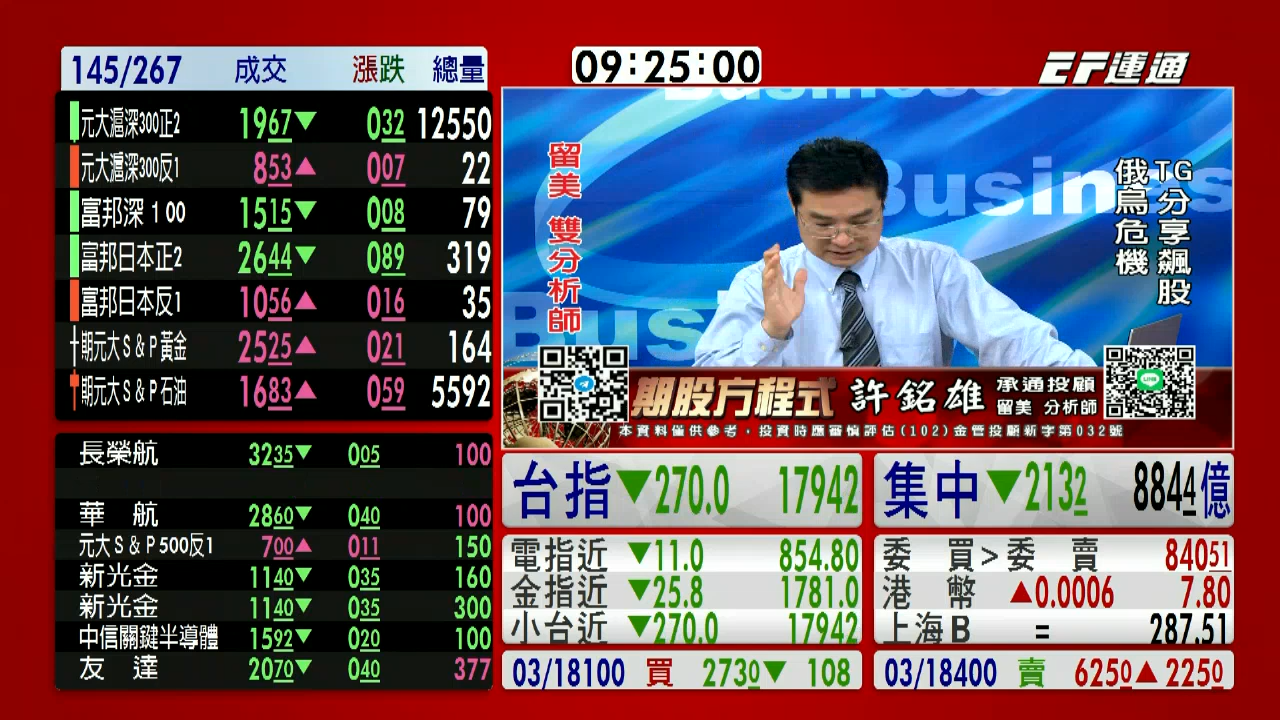 145/267 成交 漲跌 總量
元大滬深300正2 1967▼ 032 12550
元大滬深300反1 853▲ 007 22
富邦深100 1515▼ 008 79
富邦日本正2 2644▼ 089 319
富邦日本反1 1056▲ 016 35
期元大S&P黃金 2525▲ 021 164
期元大S&P石油 1683▲ 059 5592
長榮航 3235▼ 005 100
華航 2860▼ 040 100
元大S&P500反1 700▲ 011 150
新光金 1140▼ 035 160
新光金 1140▼ 035 300
中信關鍵半導體 1592▼ 020 100
友達 2070▼ 040 377
09:25:00
EF運通
Business
Business
Business
留美 雙分析師
TG分享飆股
俄烏危機
LINE
期股方程式 許銘雄 承通投顧
留美 分析師
本資料僅供參考，投資時應審慎評估(102)金管投顧新字第032號
台指▼270.0 17942
電指近 ▼11.0 854.80
金指近 ▼25.8 1781.0
小台近 ▼270.0 17942
03/18100 買 2730▼ 108
集中▼2132 8844億
委買>委賣 84051
港幣 ▲0.0006 7.80
上海B = 287.51
03/18400 賣 6250▲ 2250